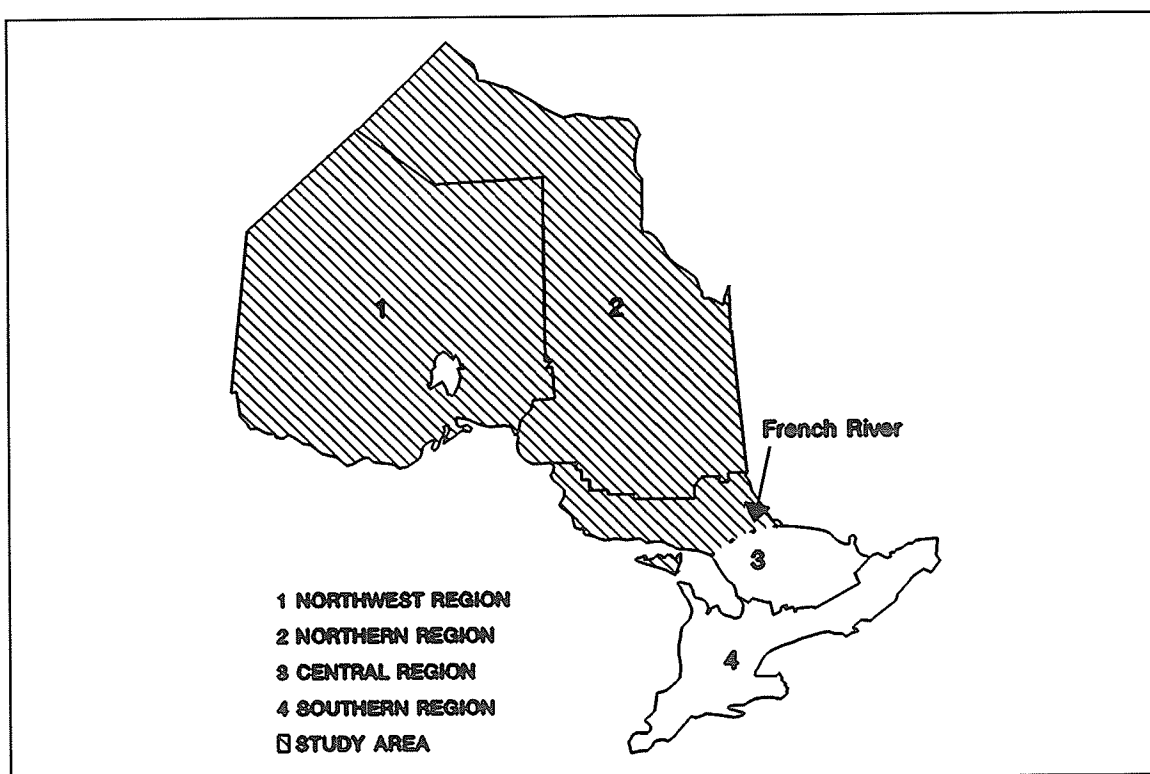 1
2
French River
3
4
1 NORTHWEST REGION
2 NORTHERN REGION
3 CENTRAL REGION
4 SOUTHERN REGION
STUDY AREA